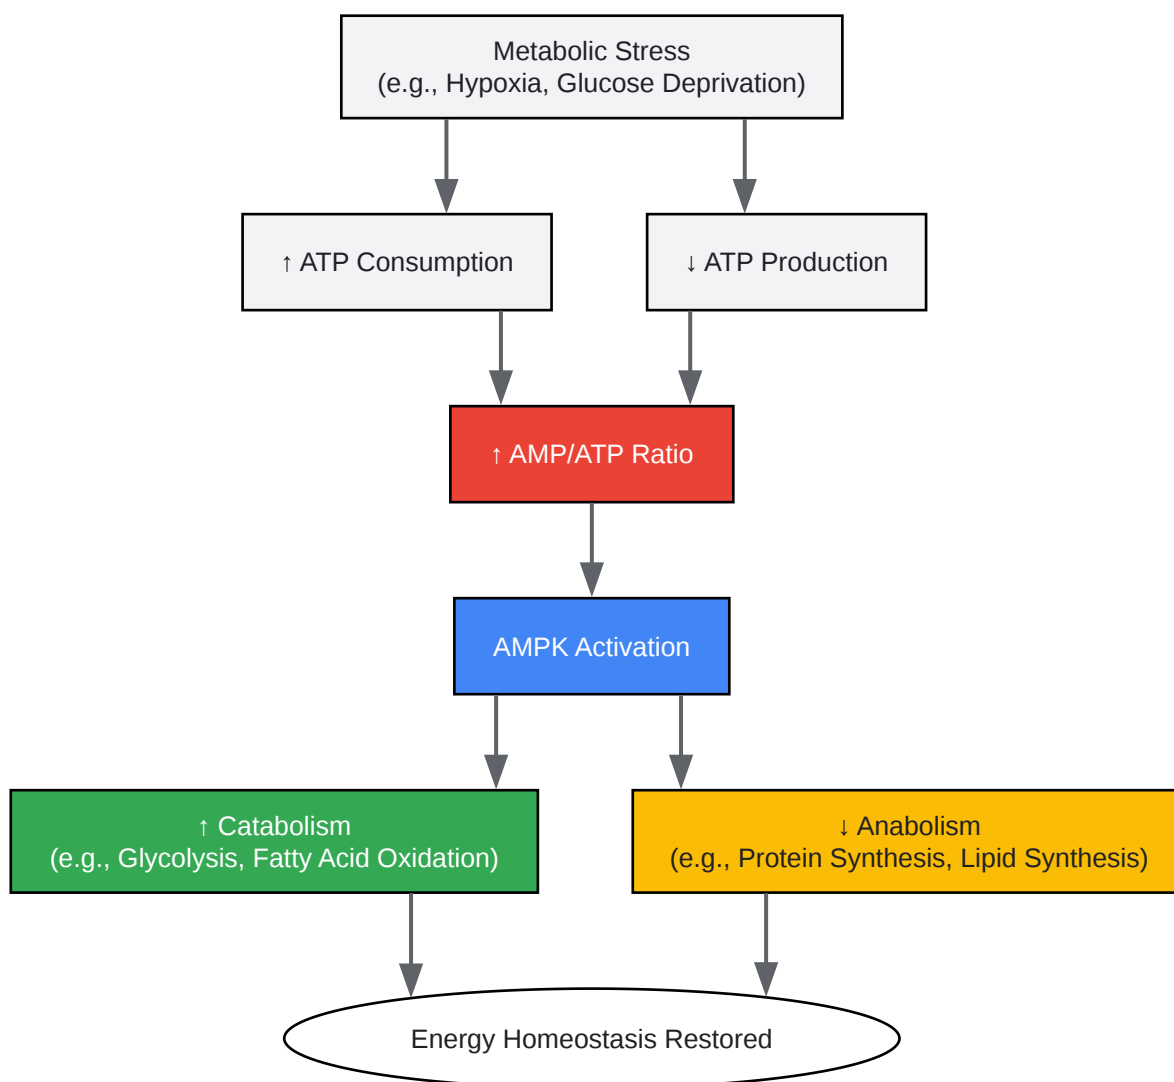 Metabolic Stress
(e.g., Hypoxia, Glucose Deprivation)
↑ ATP Consumption
↓ ATP Production
↑ AMP/ATP Ratio
AMPK Activation
↑ Catabolism
(e.g., Glycolysis, Fatty Acid Oxidation)
↓ Anabolism
(e.g., Protein Synthesis, Lipid Synthesis)
Energy Homeostasis Restored